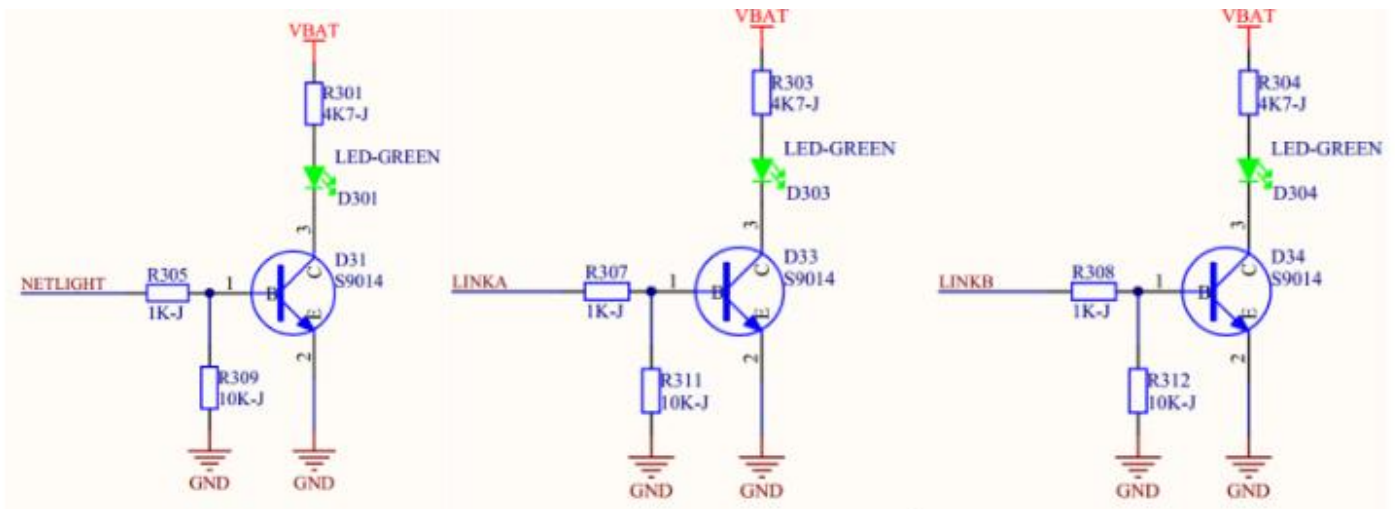 VBAT
R301
4K7-J
LED-GREEN
D301
3
D31
S9014
C
NETLIGHT
R305
1K-J
1
B
E
2
R309
10K-J
GND
GND
VBAT
R303
4K7-J
LED-GREEN
D303
3
D33
S9014
C
LINKA
R307
1K-J
1
B
E
2
R311
10K-J
GND
GND
VBAT
R304
4K7-J
LED-GREEN
D304
3
D34
S9014
C
LINKB
R308
1K-J
1
B
E
2
R312
10K-J
GND
GND